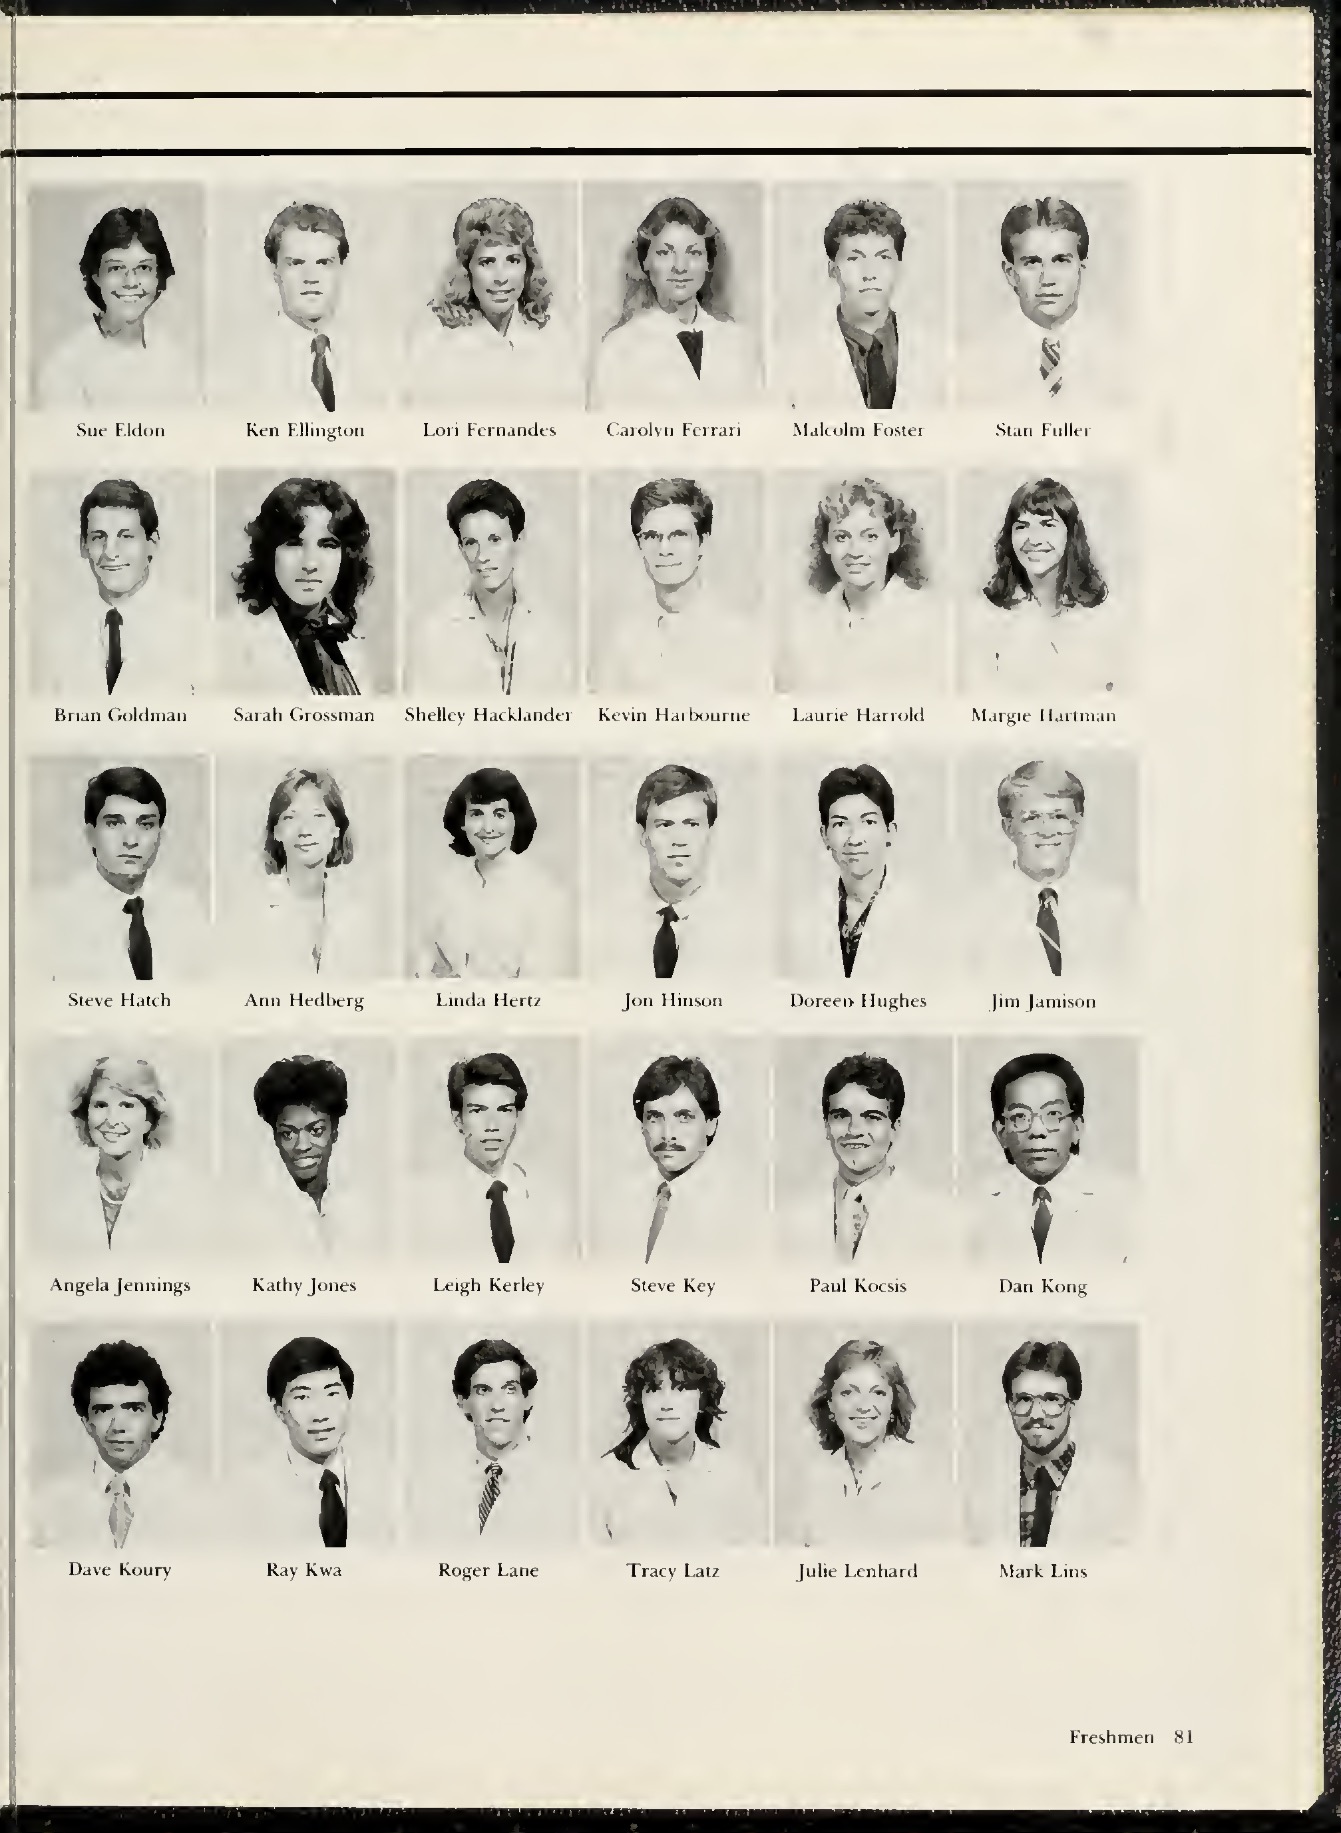 Sue Eldon Ken Ellington Lori Fernandes Carolyn Ferrari Malcolm Foster Stan Fuller
Brian Goldman Sarah Grossman Shelley Hacklander Kevin Harbourne Laurie Harrold Margie Hartman
Steve Hatch Ann Hedberg Linda Hertz Jon Hinson Doreen Hughes Jim Jamison
Angela Jennings Kathy Jones Leigh Kerley Steve Key Paul Kocsis Dan Kong
Dave Koury Ray Kwa Roger Lane Tracy Latz Julie Lenhard Mark Lins
Freshmen 81